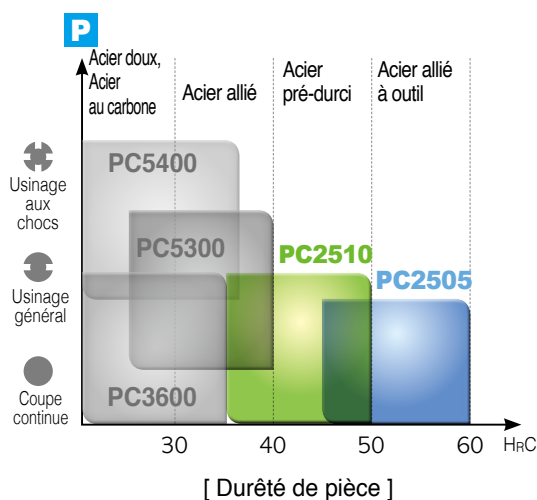 P
Acier doux,
Acier
au carbone
Acier allié
Acier
pré-durci
Acier allié
à outil
Usinage
aux
chocs
Usinage
général
Coupe
continue
PC5400
PC5300
PC3600
PC2510
PC2505
30
40
50
60
HRC
[ Durêté de pièce ]